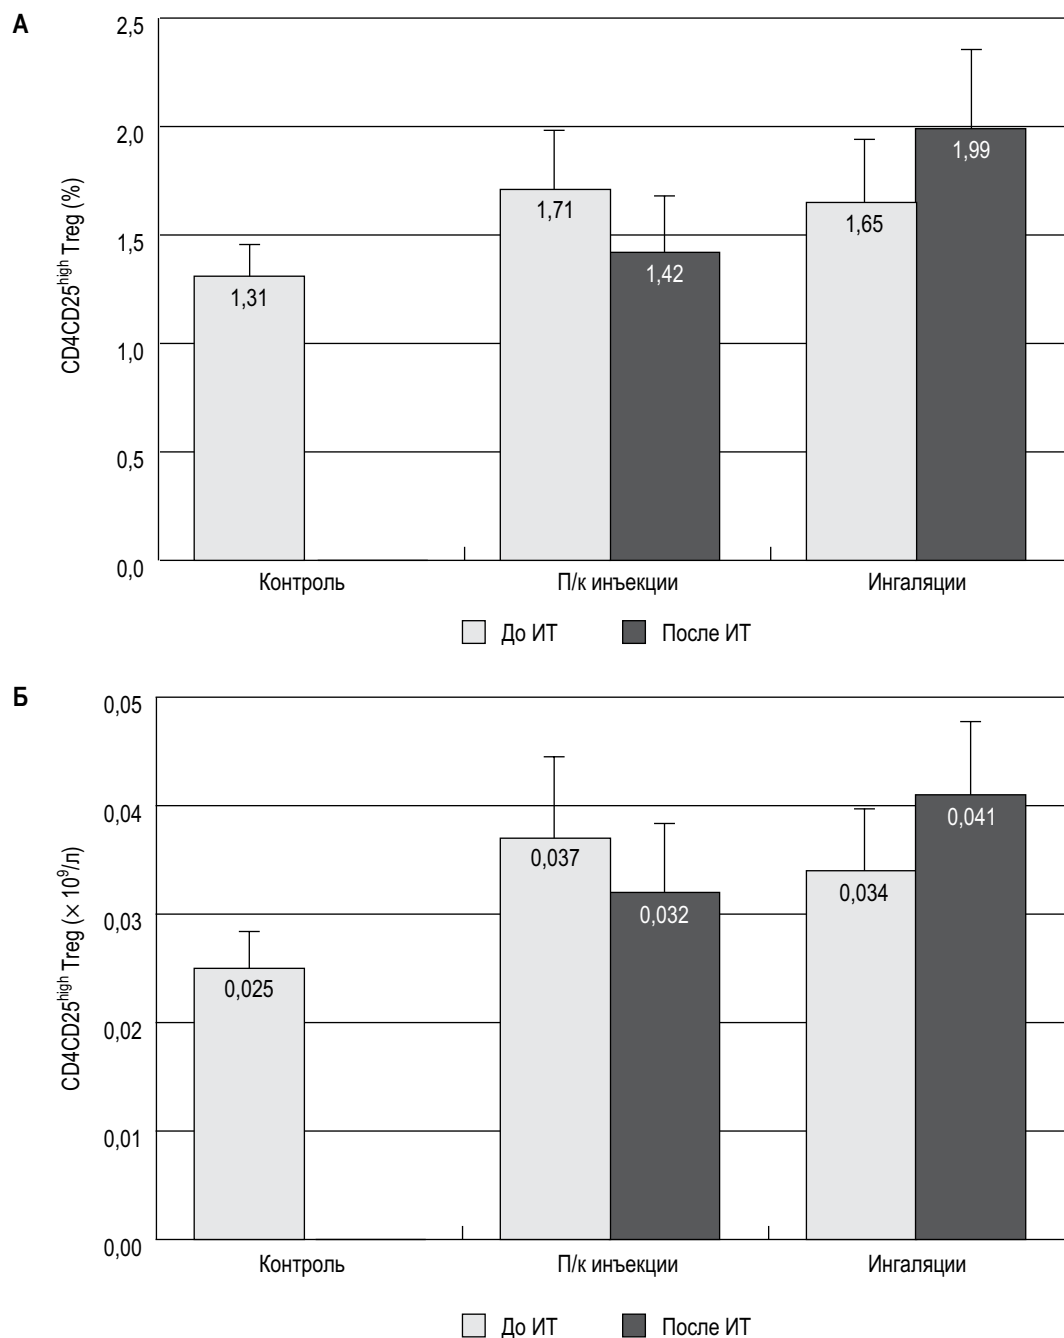 А
2,5
2,0
1,5
1,0
0,5
0,0
CD4CD25high Treg (%)
1,31
1,71
1,42
1,65
1,99
Контроль
П/к инъекции
Ингаляции
До ИТ
После ИТ
Б
0,05
0,04
0,03
0,02
0,01
0,00
CD4CD25high Treg (× 10⁹/л)
0,025
0,037
0,032
0,034
0,041
Контроль
П/к инъекции
Ингаляции
До ИТ
После ИТ